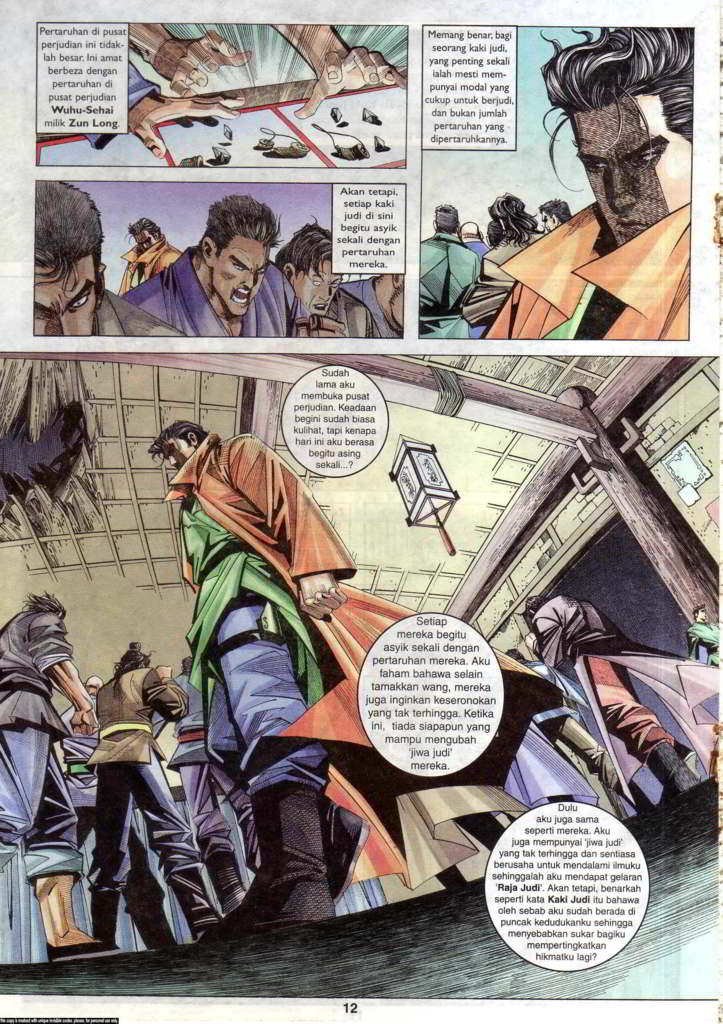 Pertaruhan di pusat
perjudian ini tidak-
lah besar. Ini amat
berbeza dengan
pertaruhan di
pusat perjudian
Wuhu-Sehai
milik Zun Long.
Memang benar, bagi
seorang kaki judi,
yang penting sekali
ialah mesti mem-
punyai modal yang
cukup untuk berjudi,
dan bukan jumlah
pertaruhan yang
dipertaruhkannya.
Akan tetapi,
setiap kaki
judi di sini
begitu asyik
sekali dengan
pertaruhan
mereka.
Sudah
lama aku
membuka pusat
perjudian. Keadaan
begini sudah biasa
kulihat, tapi kenapa
hari ini aku berasa
begitu asing
sekali...?
Setiap
mereka begitu
asyik sekali dengan
pertaruhan mereka. Aku
faham bahawa selain
tamakkan wang, mereka
juga inginkan keseronokan
yang tak terhingga. Ketika
ini, tiada siapapun yang
mampu mengubah
'jiwa judi'
mereka.
Dulu
aku juga sama
seperti mereka. Aku
juga mempunyai 'jiwa judi'
yang tak terhingga dan sentiasa
berusaha untuk mendalami ilmuku
sehinggalah aku mendapat gelaran
'Raja Judi'. Akan tetapi, benarkah
seperti kata Kaki Judi itu bahawa
oleh sebab aku sudah berada di
puncak kedudukanku sehingga
menyebabkan sukar bagiku
mempertingkatkan
hikmatku lagi?
12